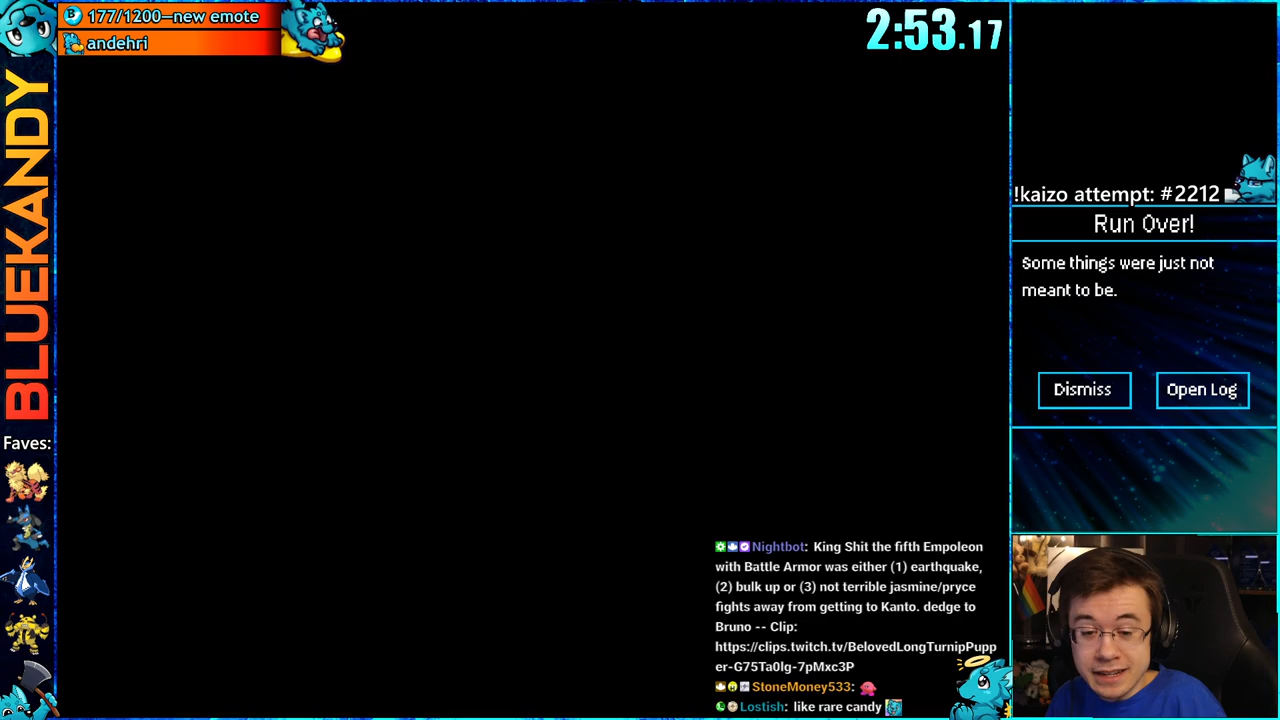 177/1200—new emote
andehri
2:53.17
BLUEKANDY
!kaizo attempt: #2212
Run Over!
Some things were just not
meant to be.
Dismiss
Open Log
Faves:
Nightbot: King Shit the fifth Empoleon
with Battle Armor was either (1) earthquake,
(2) bulk up or (3) not terrible jasmine/pryce
fights away from getting to Kanto. dedge to
Bruno -- Clip:
https://clips.twitch.tv/BelovedLongTurnipPupp
er-G75Ta0lg-7pMxc3P
StoneMoney533:
Lostish: like rare candy